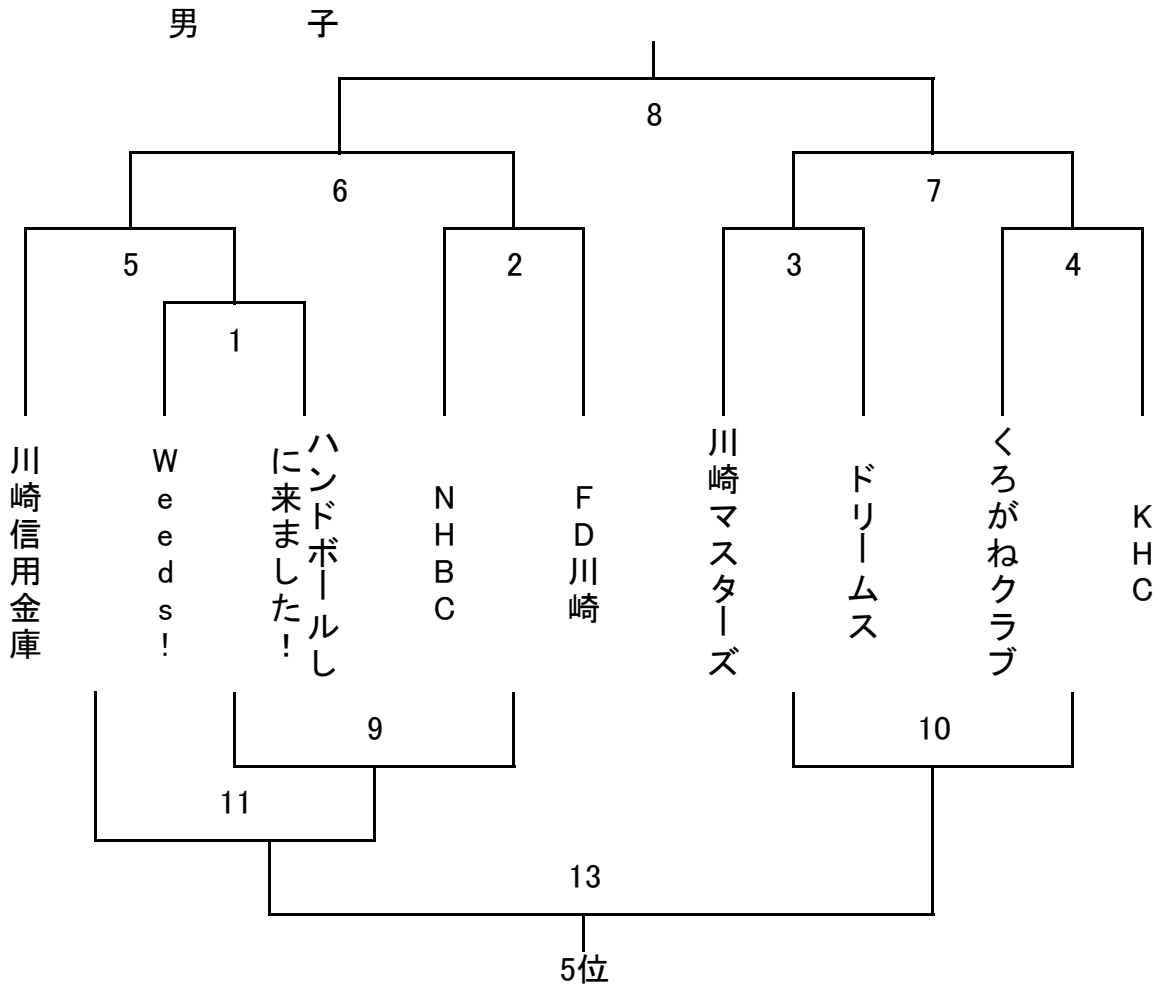 男 子
8
6
7
5
2
3
4
1
川崎信用金庫
Weeds!
ハンドボールし
に来ました!
NHBC
FD川崎
川崎マスターズ
ドリームス
くろがねクラブ
KHC
9
10
11
13
5位